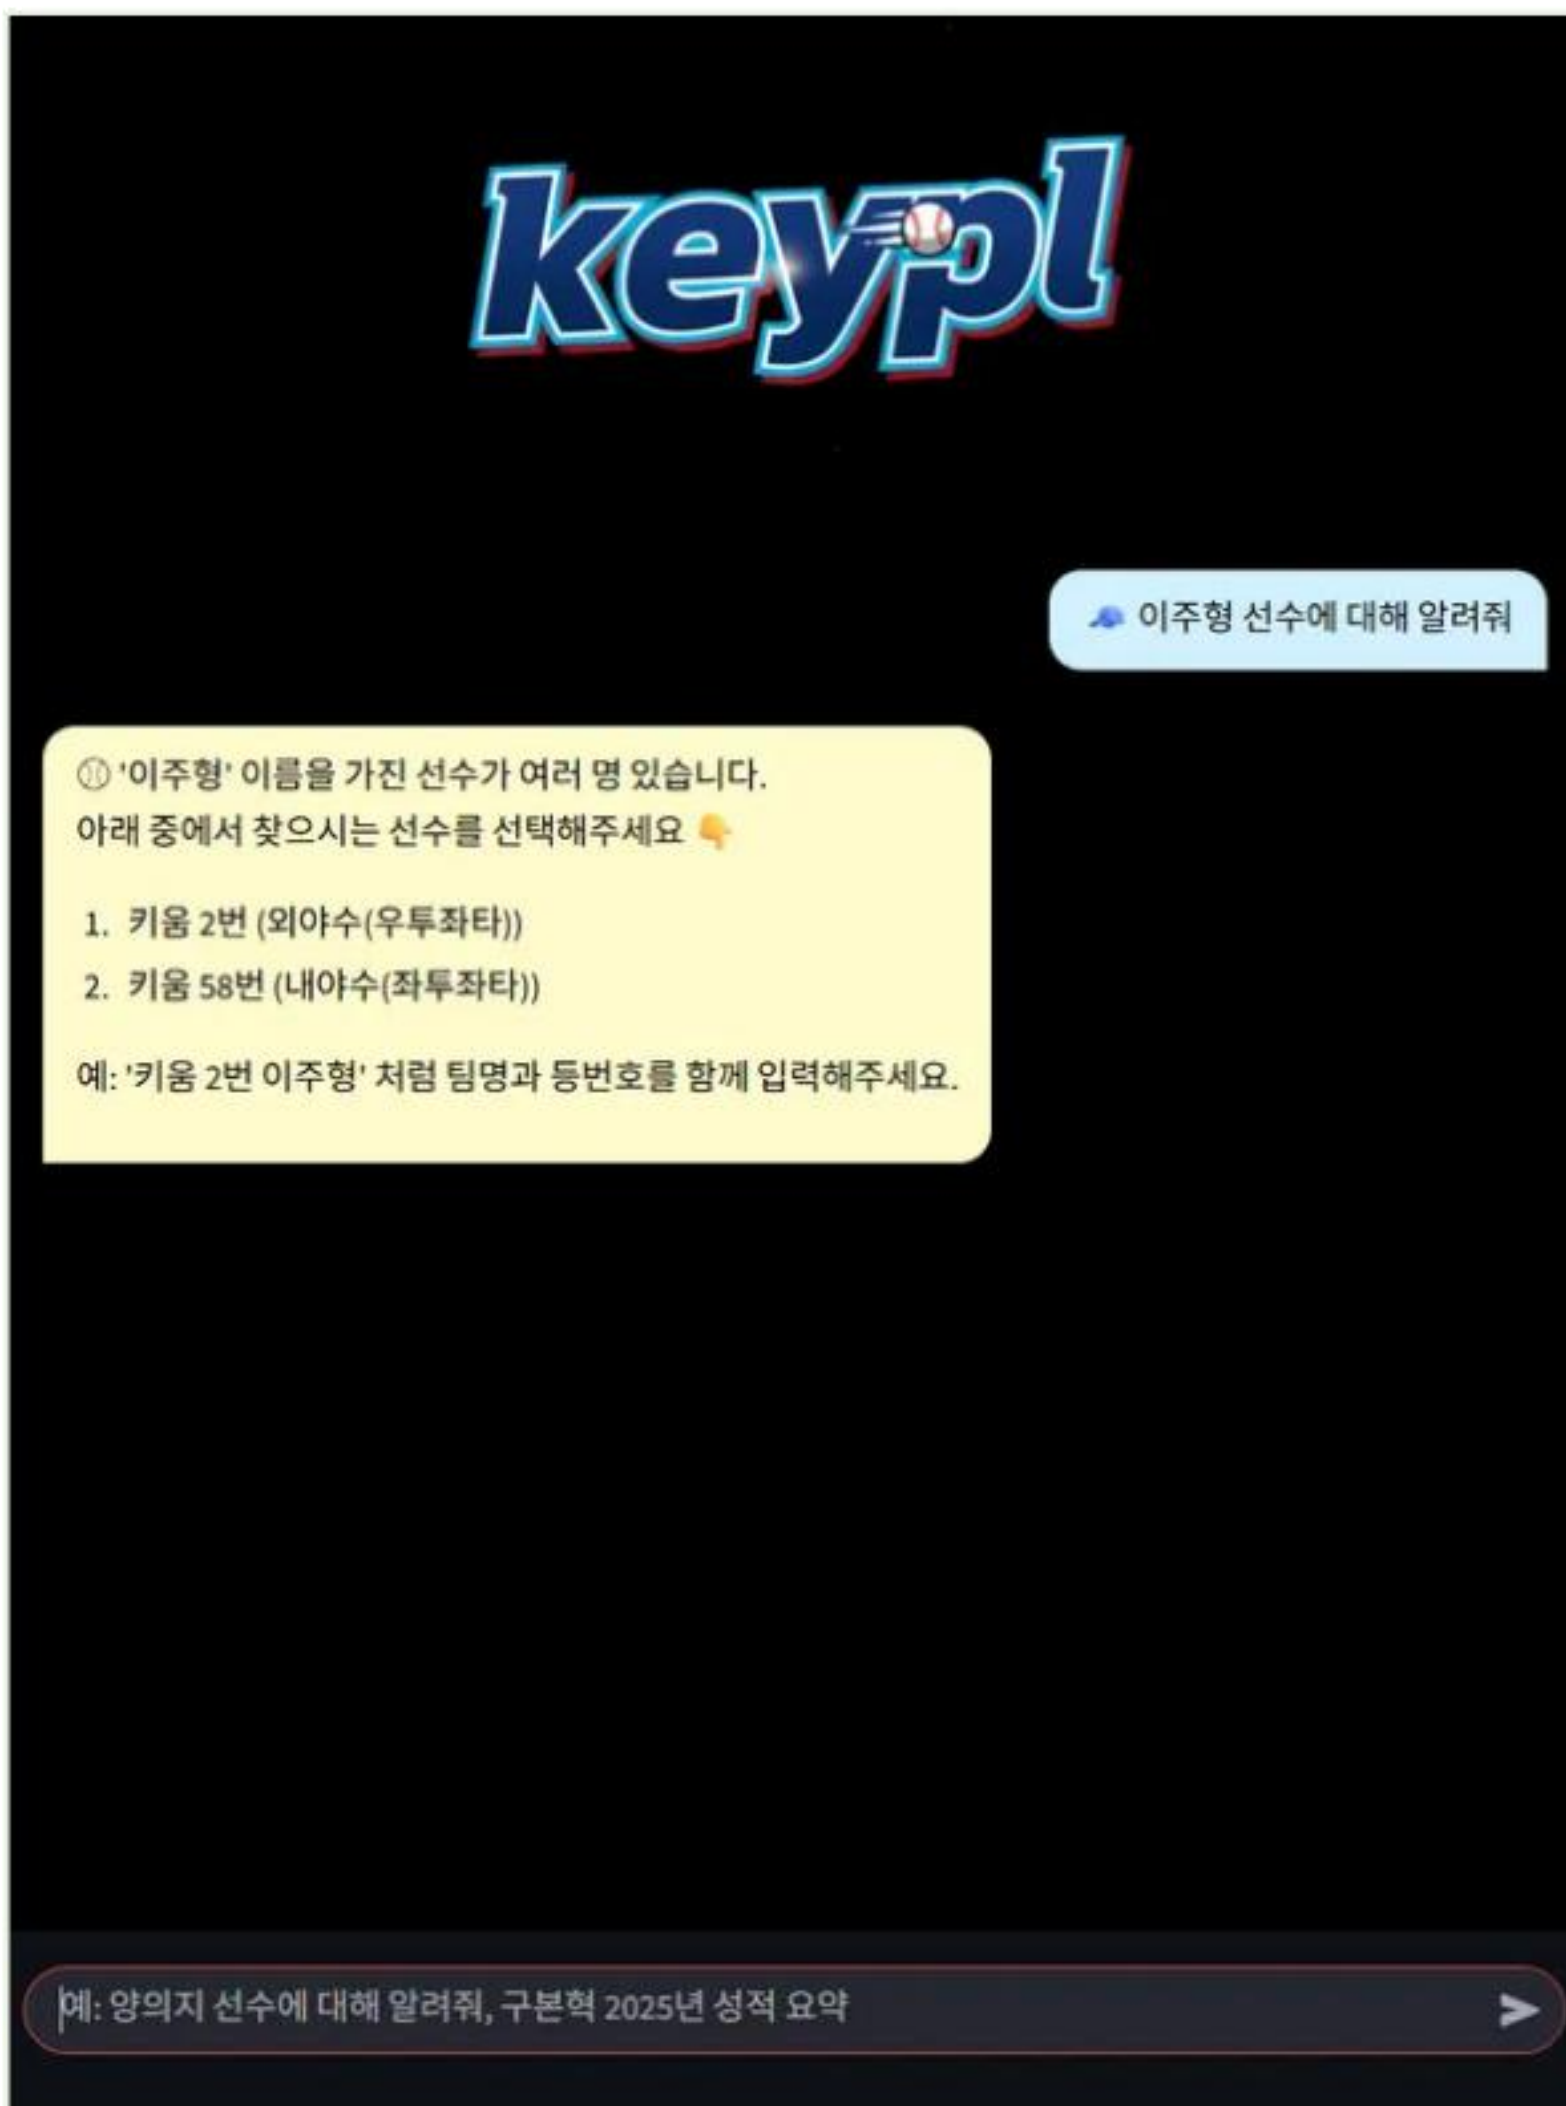 keypl
🧢 이주형 선수에 대해 알려줘
⚾ '이주형' 이름을 가진 선수가 여러 명 있습니다.
아래 중에서 찾으시는 선수를 선택해주세요 👇
1. 키움 2번 (외야수(우투좌타))
2. 키움 58번 (내야수(좌투좌타))
예: '키움 2번 이주형' 처럼 팀명과 등번호를 함께 입력해주세요.
예: 양의지 선수에 대해 알려줘, 구본혁 2025년 성적 요약